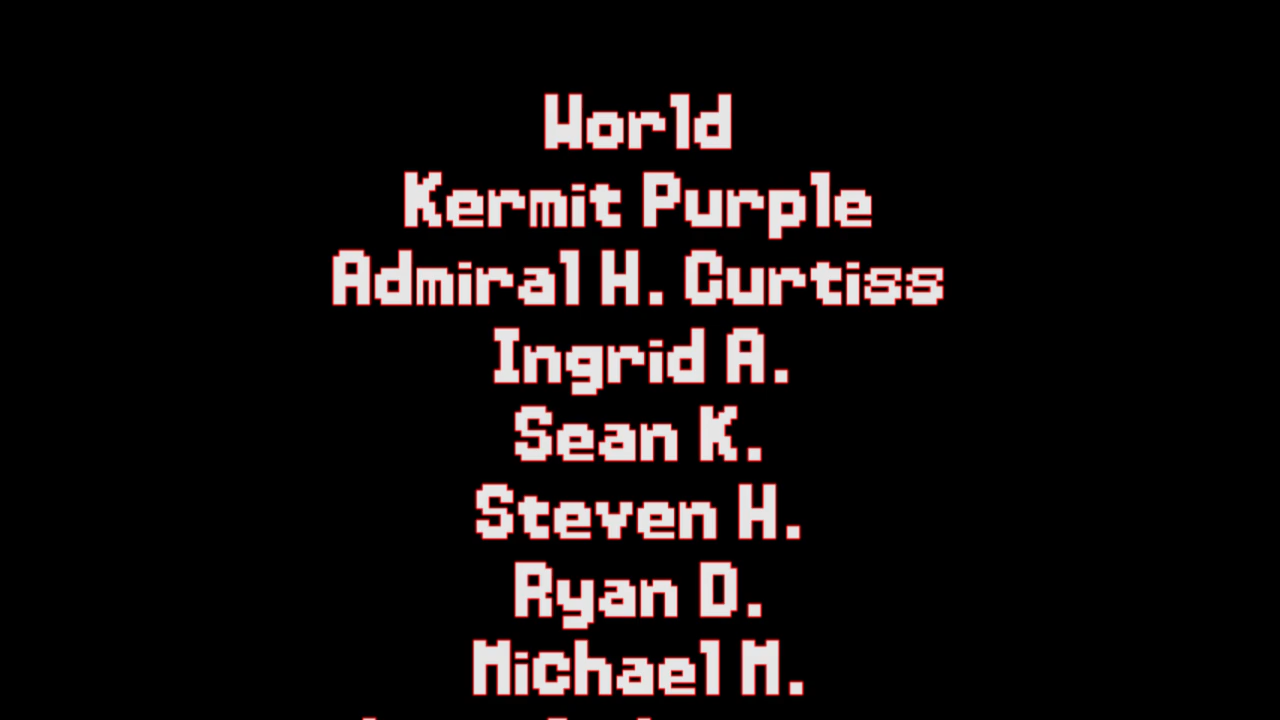 World
Kermit Purple
Admiral H. Curtiss
Ingrid A.
Sean K.
Steven H.
Ryan D.
Michael M.